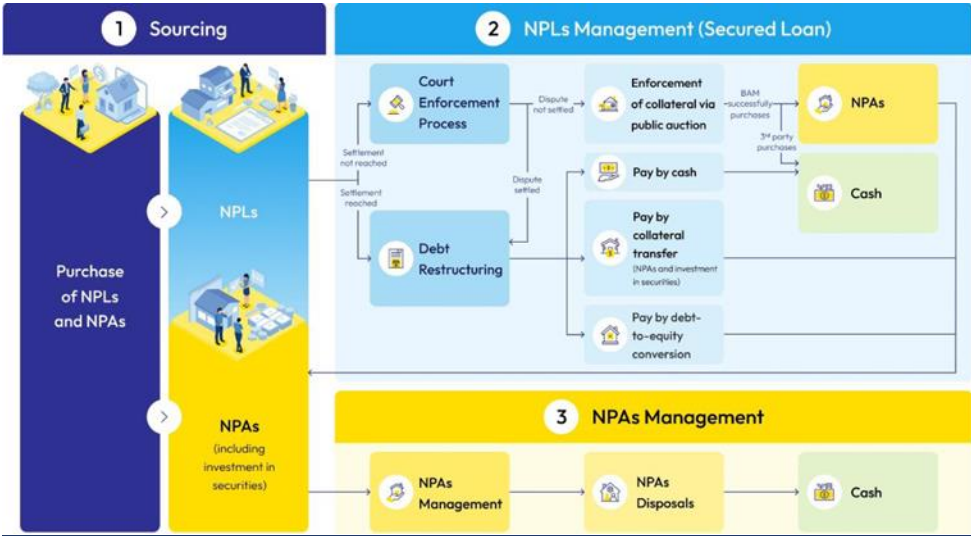 1 Sourcing
Purchase
of NPLs
and NPAs
NPLs
NPAs
(including
investment in
securities)
2 NPLs Management (Secured Loan)
Settlement
not reached
Settlement
reached
Court
Enforcement
Process
Dispute
not settled
Dispute
settled
Debt
Restructuring
Enforcement
of collateral via
public auction
BAM
successfully
purchases
3rd party
purchases
NPAs
Pay by cash
Cash
Pay by
collateral
transfer
(NPAs and investment
in securities)
Pay by debt-
to-equity
conversion
3 NPAs Management
NPAs
Management
NPAs
Disposals
Cash